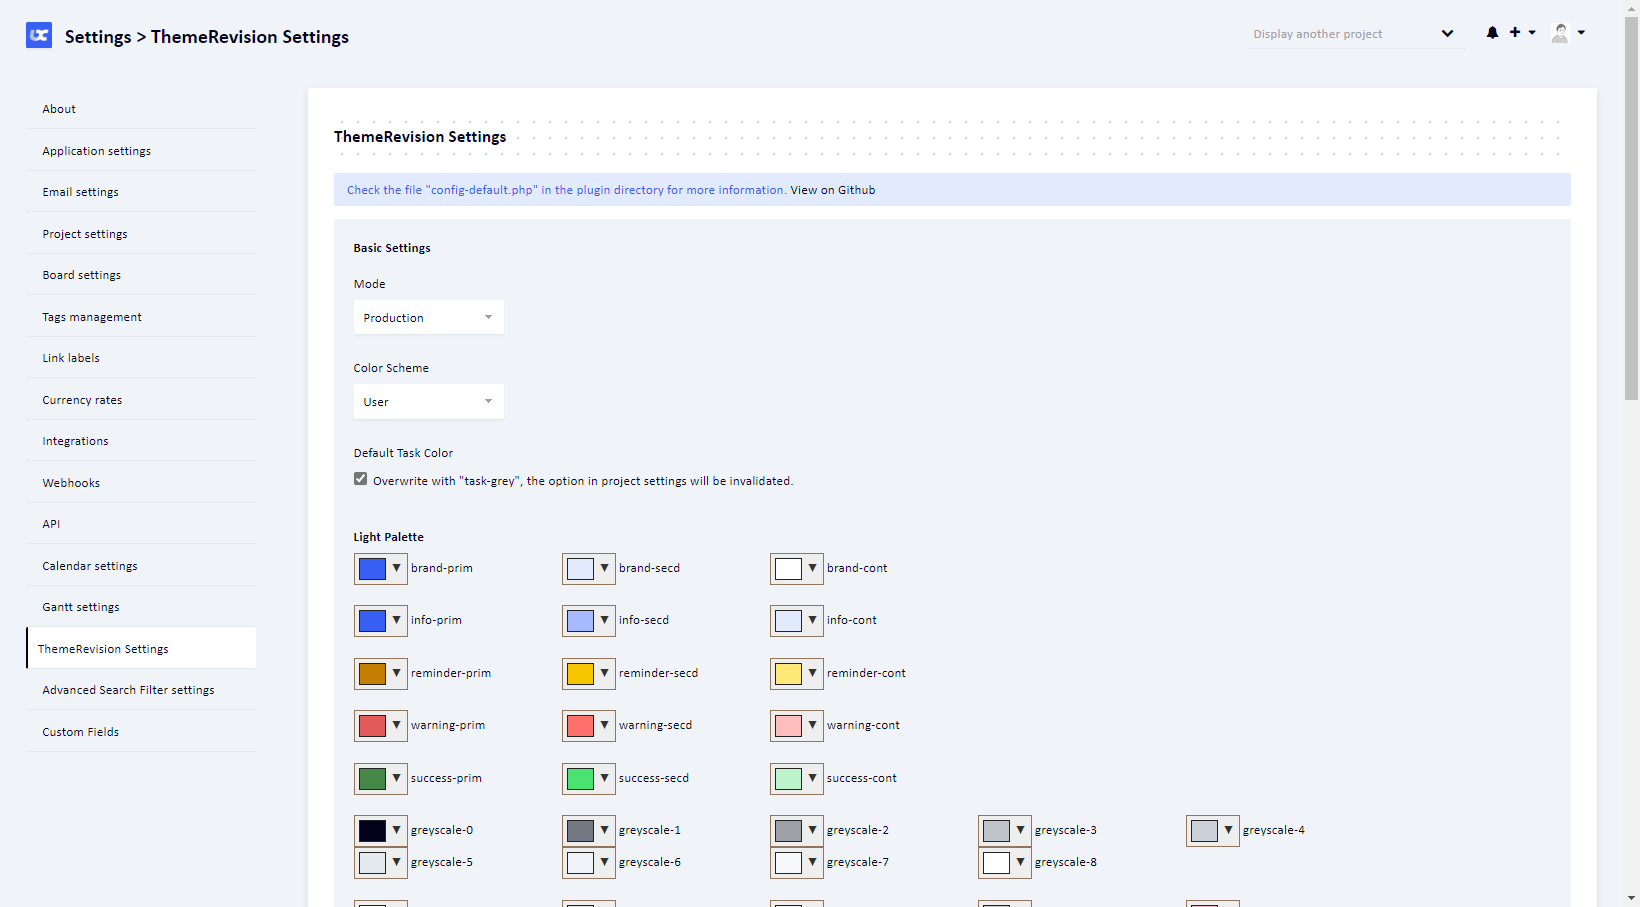 Settings > ThemeRevision Settings
Display another project
About
Application settings
Email settings
Project settings
Board settings
Tags management
Link labels
Currency rates
Integrations
Webhooks
API
Calendar settings
Gantt settings
ThemeRevision Settings
Advanced Search Filter settings
Custom Fields
ThemeRevision Settings
Check the file "config-default.php" in the plugin directory for more information. View on Github
Basic Settings
Mode
Production
Color Scheme
User
Default Task Color
Overwrite with "task-grey", the option in project settings will be invalidated.
Light Palette
brand-prim brand-secd brand-cont
info-prim info-secd info-cont
reminder-prim reminder-secd reminder-cont
warning-prim warning-secd warning-cont
success-prim success-secd success-cont
greyscale-0 greyscale-1 greyscale-2 greyscale-3 greyscale-4
greyscale-5 greyscale-6 greyscale-7 greyscale-8